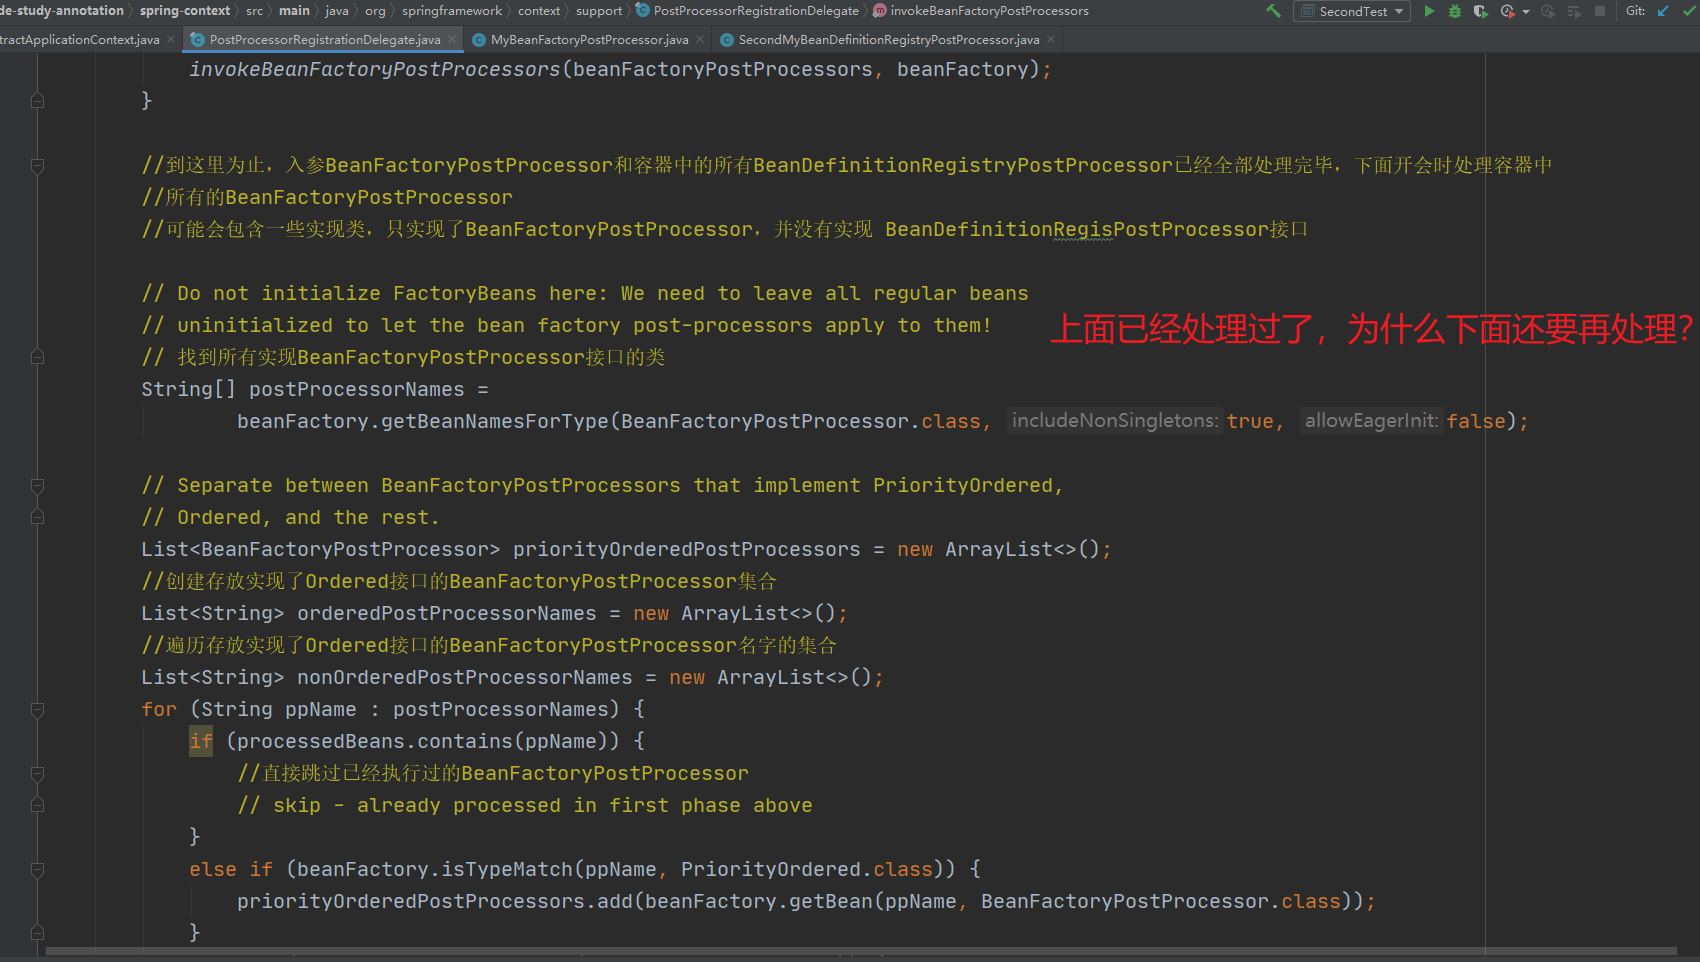 de-study-annotation 〉 spring-context 〉 src 〉 main 〉 java 〉 org 〉 springframework 〉 context 〉 support 〉 PostProcessorRegistrationDelegate 〉 invokeBeanFactoryPostProcessors SecondTest Git:
tractApplicationContext.java PostProcessorRegistrationDelegate.java MyBeanFactoryPostProcessor.java SecondMyBeanDefinitionRegistryPostProcessor.java
invokeBeanFactoryPostProcessors(beanFactoryPostProcessors, beanFactory);
}
//到这里为止，入参BeanFactoryPostProcessor和容器中的所有BeanDefinitionRegistryPostProcessor已经全部处理完毕，下面开会时处理容器中
//所有的BeanFactoryPostProcessor
//可能会包含一些实现类，只实现了BeanFactoryPostProcessor，并没有实现 BeanDefinitionRegisPostProcessor接口
// Do not initialize FactoryBeans here: We need to leave all regular beans
// uninitialized to let the bean factory post-processors apply to them!
上面已经处理过了，为什么下面还要再处理？
// 找到所有实现BeanFactoryPostProcessor接口的类
String[] postProcessorNames =
beanFactory.getBeanNamesForType(BeanFactoryPostProcessor.class, includeNonSingletons: true, allowEagerInit: false);
// Separate between BeanFactoryPostProcessors that implement PriorityOrdered,
// Ordered, and the rest.
List<BeanFactoryPostProcessor> priorityOrderedPostProcessors = new ArrayList<>();
//创建存放实现了Ordered接口的BeanFactoryPostProcessor集合
List<String> orderedPostProcessorNames = new ArrayList<>();
//遍历存放实现了Ordered接口的BeanFactoryPostProcessor名字的集合
List<String> nonOrderedPostProcessorNames = new ArrayList<>();
for (String ppName : postProcessorNames) {
if (processedBeans.contains(ppName)) {
//直接跳过已经执行过的BeanFactoryPostProcessor
// skip - already processed in first phase above
}
else if (beanFactory.isTypeMatch(ppName, PriorityOrdered.class)) {
priorityOrderedPostProcessors.add(beanFactory.getBean(ppName, BeanFactoryPostProcessor.class));
}